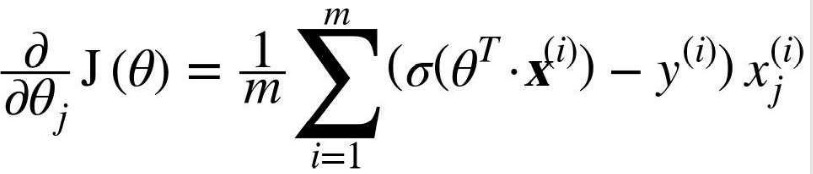 ∂/∂θ_j J(θ) = 1/m ∑_{i=1}^{m} (σ(θ^T · x^{(i)}) − y^{(i)}) x_j^{(i)}